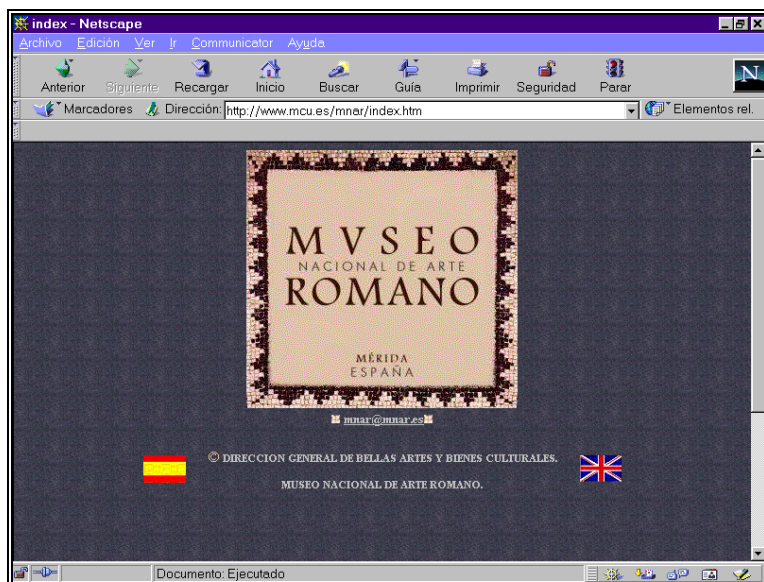 index - Netscape
Archivo Edición Ver Ir Communicator Ayuda
Anterior Siguiente Recargar Inicio Buscar Guía Imprimir Seguridad Parar
N
Marcadores Dirección: http://www.mcu.es/mnar/index.htm Elementos rel.
MVSEO
NACIONAL DE ARTE
ROMANO
MÉRIDA
ESPAÑA
mnar@mnar.es
© DIRECCION GENERAL DE BELLAS ARTES Y BIENES CULTURALES.
MUSEO NACIONAL DE ARTE ROMANO.
Documento: Ejecutado